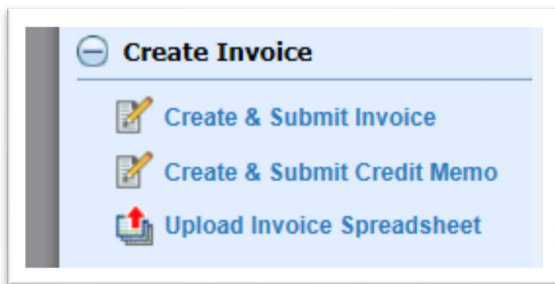 Create Invoice
Create & Submit Invoice
Create & Submit Credit Memo
Upload Invoice Spreadsheet